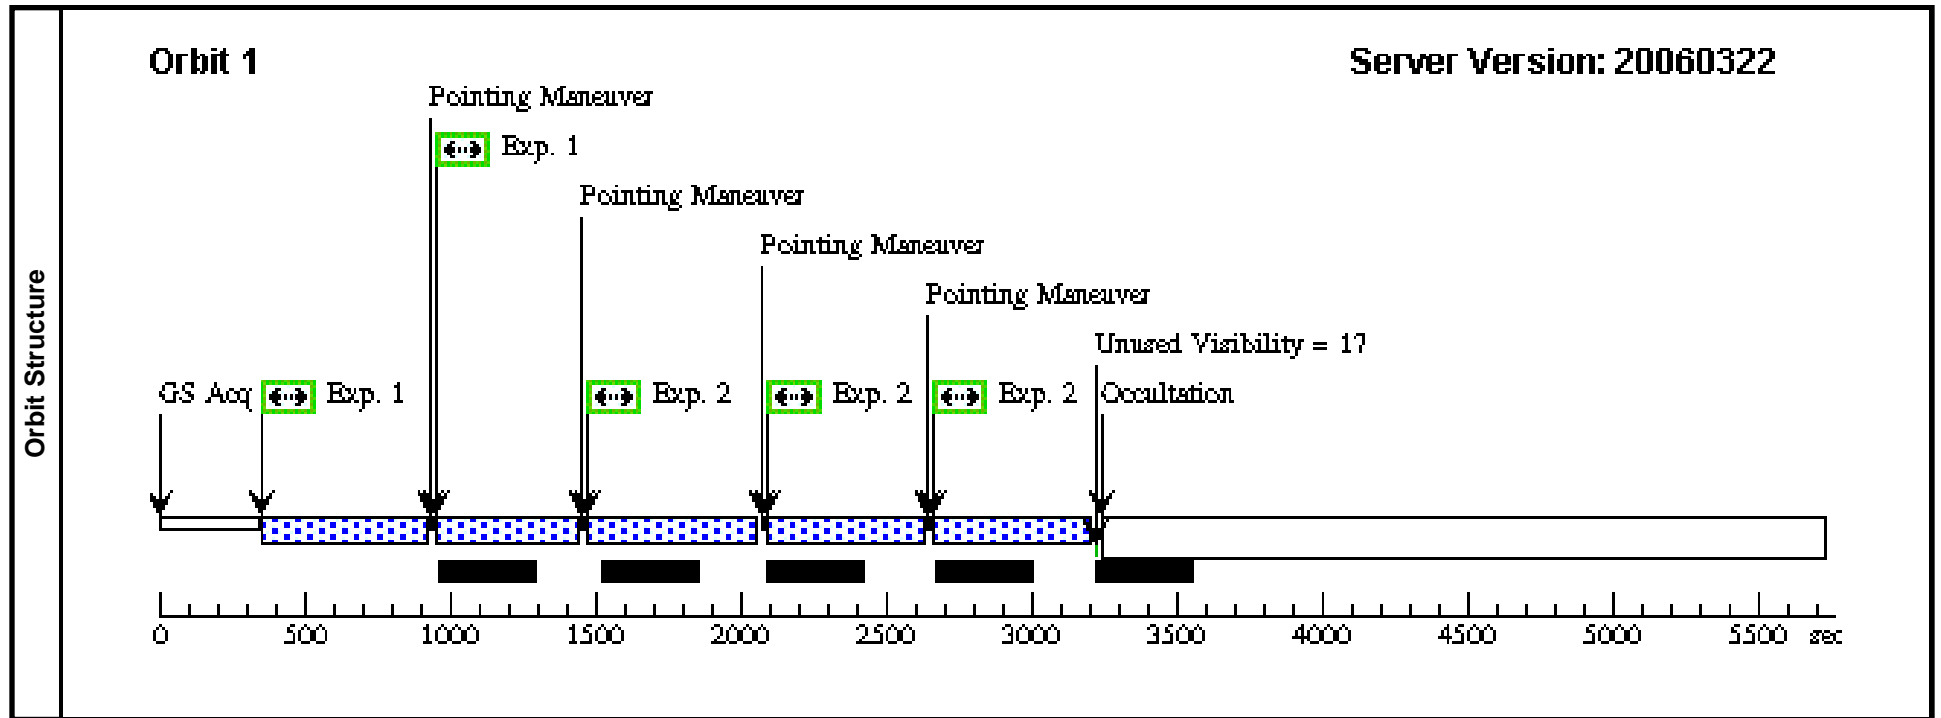 Orbit Structure
Orbit 1
Server Version: 20060322
Pointing Maneuver
Exp. 1
Pointing Maneuver
Pointing Maneuver
Pointing Maneuver
Unused Visibility = 17
GS Acq
Exp. 1
Exp. 2
Exp. 2
Exp. 2
Occultation
0 500 1000 1500 2000 2500 3000 3500 4000 4500 5000 5500 sec